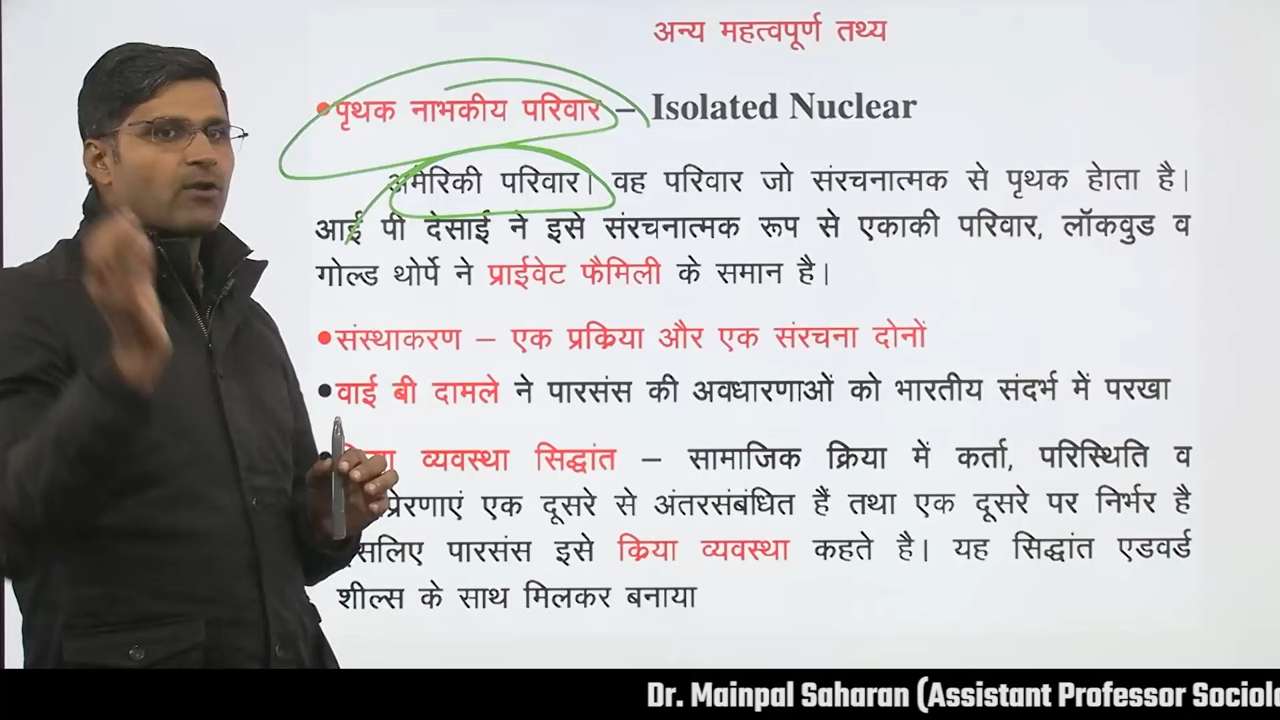 अन्य महत्वपूर्ण तथ्य
•पृथक नाभकीय परिवार – Isolated Nuclear
अमेरिकी परिवार। वह परिवार जो संरचनात्मक से पृथक हेाता है।
आई पी देसाई ने इसे संरचनात्मक रूप से एकाकी परिवार, लॉकवुड व
गोल्ड थोर्पे ने प्राईवेट फैमिली के समान है।
•संस्थाकरण – एक प्रक्रिया और एक संरचना दोनों
•वाई बी दामले ने पारसंस की अवधारणाओं को भारतीय संदर्भ में परखा
व्यवस्था सिद्धांत – सामाजिक क्रिया में कर्ता, परिस्थिति व
प्रेरणाएं एक दूसरे से अंतरसंबंधित हैं तथा एक दूसरे पर निर्भर है
पारसंस इसे क्रिया व्यवस्था कहते है। यह सिद्धांत एडवर्ड
शील्स के साथ मिलकर बनाया
Dr. Mainpal Saharan (Assistant Professor